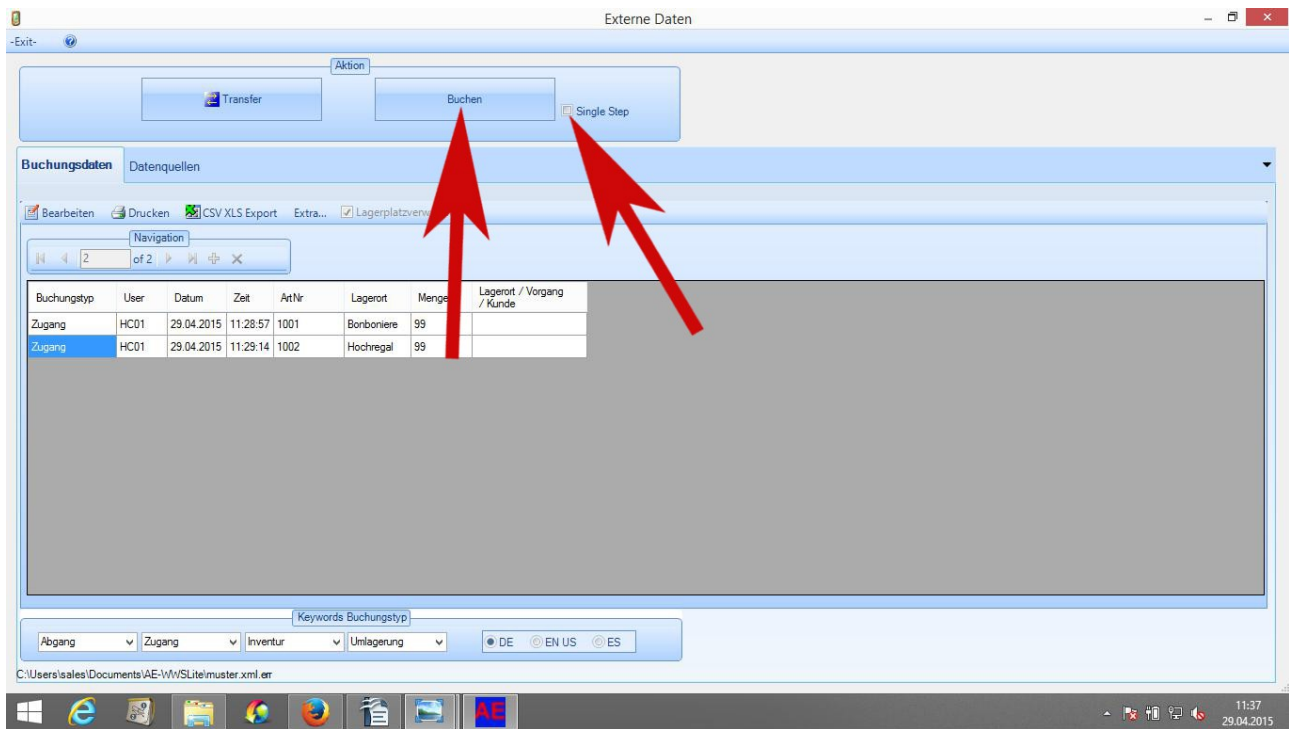 Externe Daten
-Exit-
Aktion
Transfer
Buchen
Single Step
Buchungsdaten Datenquellen
Bearbeiten Drucken CSV XLS Export Extra...
Navigation
2 of 2
Buchungstyp User Datum Zeit ArtNr Lagerort Menge Lagerort / Vorgang
/ Kunde
Zugang HC01 29.04.2015 11:28:57 1001 Bonboniere 99
Zugang HC01 29.04.2015 11:29:14 1002 Hochregal 99
Keywords Buchungstyp
Abgang Zugang Inventur Umlagerung DE EN US ES
C:\Users\sales\Documents\AE-WWSLite\muster.xml.err
AE
11:37
29.04.2015